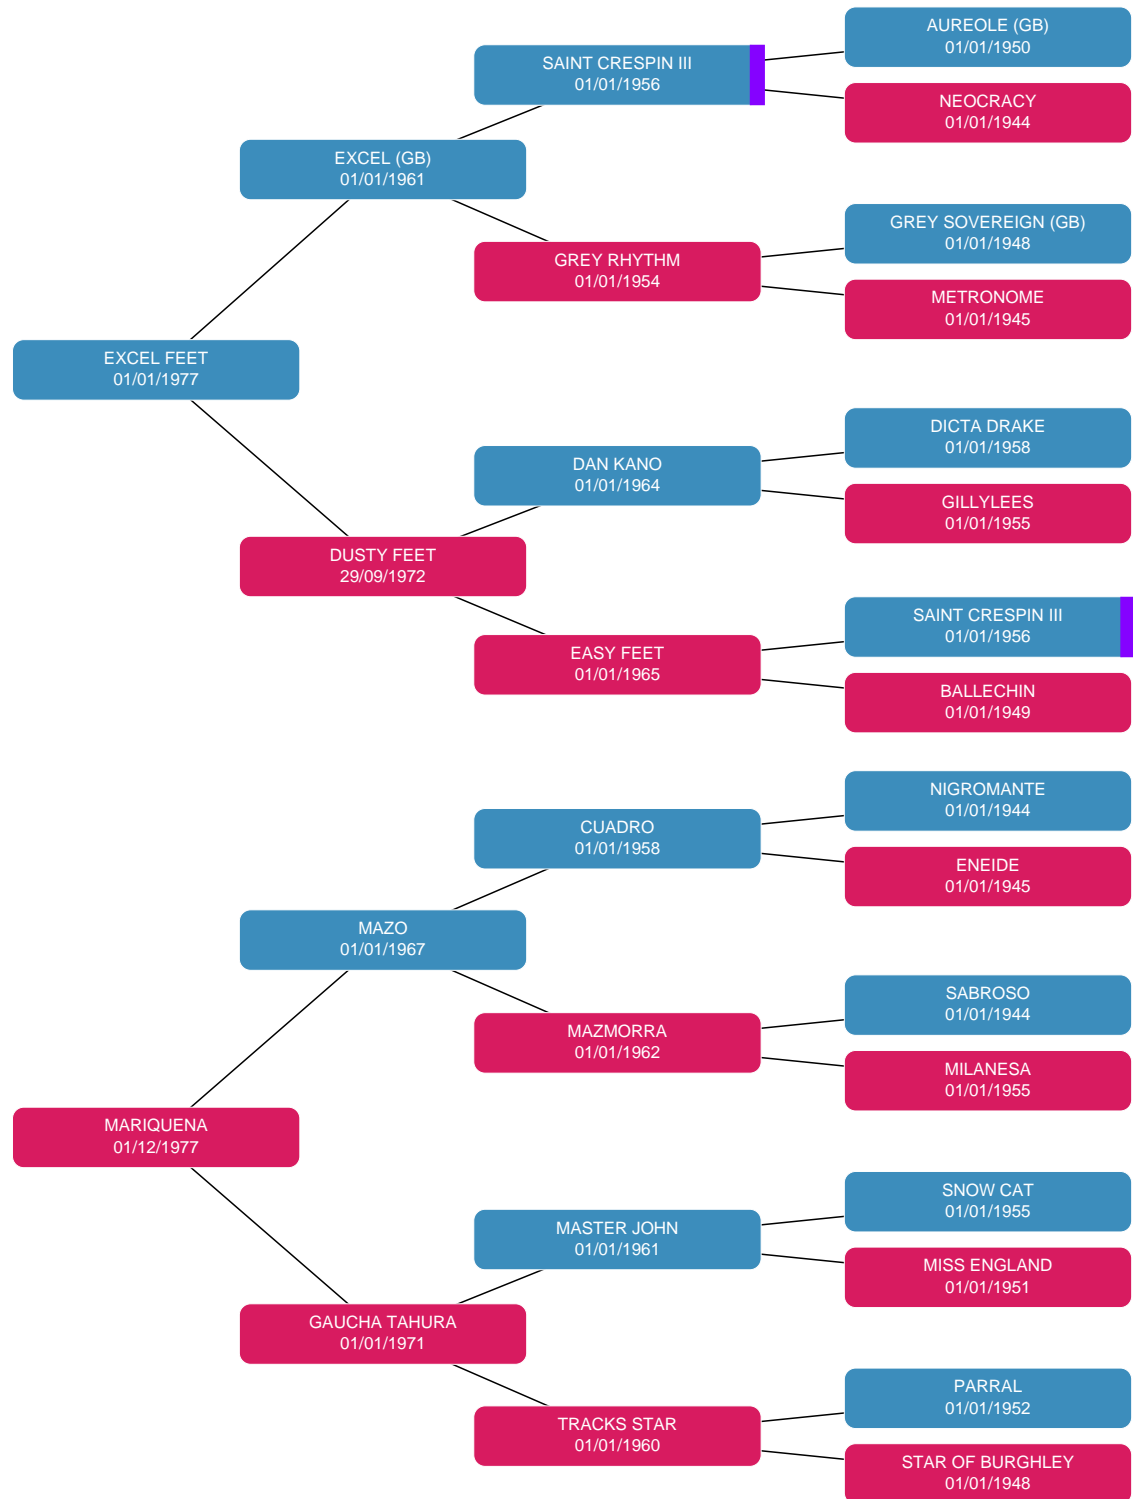 AUREOLE (GB)
01/01/1950
SAINT CRESPIN III
01/01/1956
NEOCRACY
01/01/1944
EXCEL (GB)
01/01/1961
GREY SOVEREIGN (GB)
01/01/1948
GREY RHYTHM
01/01/1954
METRONOME
01/01/1945
EXCEL FEET
01/01/1977
DICTA DRAKE
01/01/1958
DAN KANO
01/01/1964
GILLYLEES
01/01/1955
DUSTY FEET
29/09/1972
SAINT CRESPIN III
01/01/1956
EASY FEET
01/01/1965
BALLECHIN
01/01/1949
NIGROMANTE
01/01/1944
CUADRO
01/01/1958
ENEIDE
01/01/1945
MAZO
01/01/1967
SABROSO
01/01/1944
MAZMORRA
01/01/1962
MILANESA
01/01/1955
MARIQUENA
01/12/1977
SNOW CAT
01/01/1955
MASTER JOHN
01/01/1961
MISS ENGLAND
01/01/1951
GAUCHA TAHURA
01/01/1971
PARRAL
01/01/1952
TRACKS STAR
01/01/1960
STAR OF BURGHLEY
01/01/1948